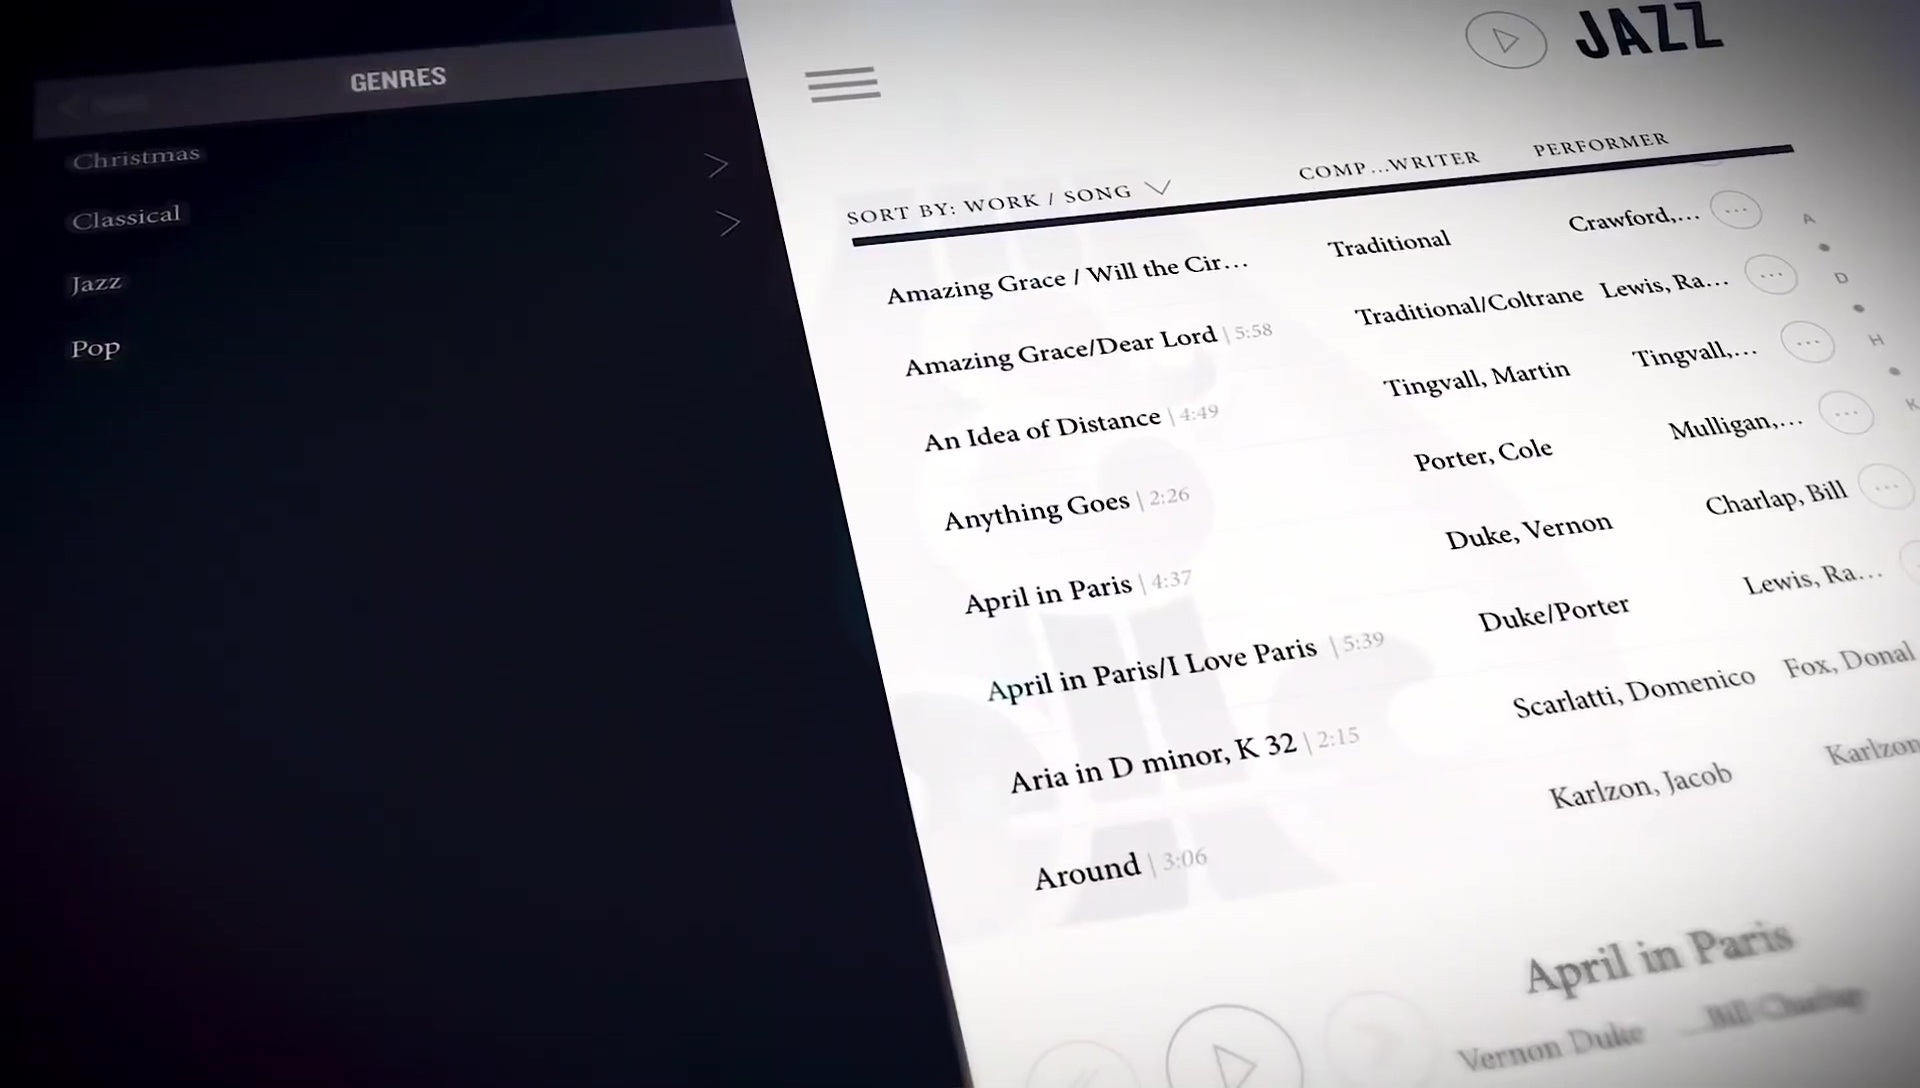 GENRES
Christmas
Classical
Jazz
Pop
JAZZ
SORT BY: WORK / SONG COMP...WRITER PERFORMER
Amazing Grace / Will the Cir... Traditional Crawford,...
Amazing Grace/Dear Lord | 5:58 Traditional/Coltrane Lewis, Ra...
An Idea of Distance | 4:49 Tingvall, Martin Tingvall,...
Anything Goes | 2:26 Porter, Cole Mulligan,...
April in Paris | 4:37 Duke, Vernon Charlap, Bill
April in Paris/I Love Paris | 5:39 Duke/Porter Lewis, Ra...
Aria in D minor, K 32 | 2:15 Scarlatti, Domenico Fox, Donal
Around | 3:06 Karlzon, Jacob Karlzon
A
D
H
K
April in Paris
Vernon Duke Bill Charlap